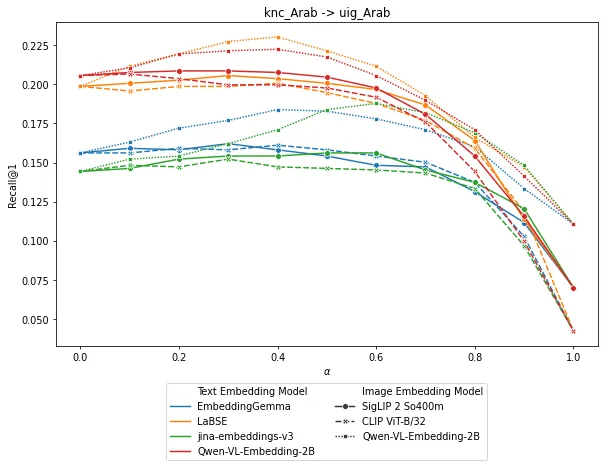 knc_Arab -> uig_Arab
Recall@1
0.225
0.200
0.175
0.150
0.125
0.100
0.075
0.050
0.0
0.2
0.4
0.6
0.8
1.0
α
Text Embedding Model
EmbeddingGemma
LaBSE
jina-embeddings-v3
Qwen-VL-Embedding-2B
Image Embedding Model
SigLIP 2 So400m
CLIP ViT-B/32
Qwen-VL-Embedding-2B